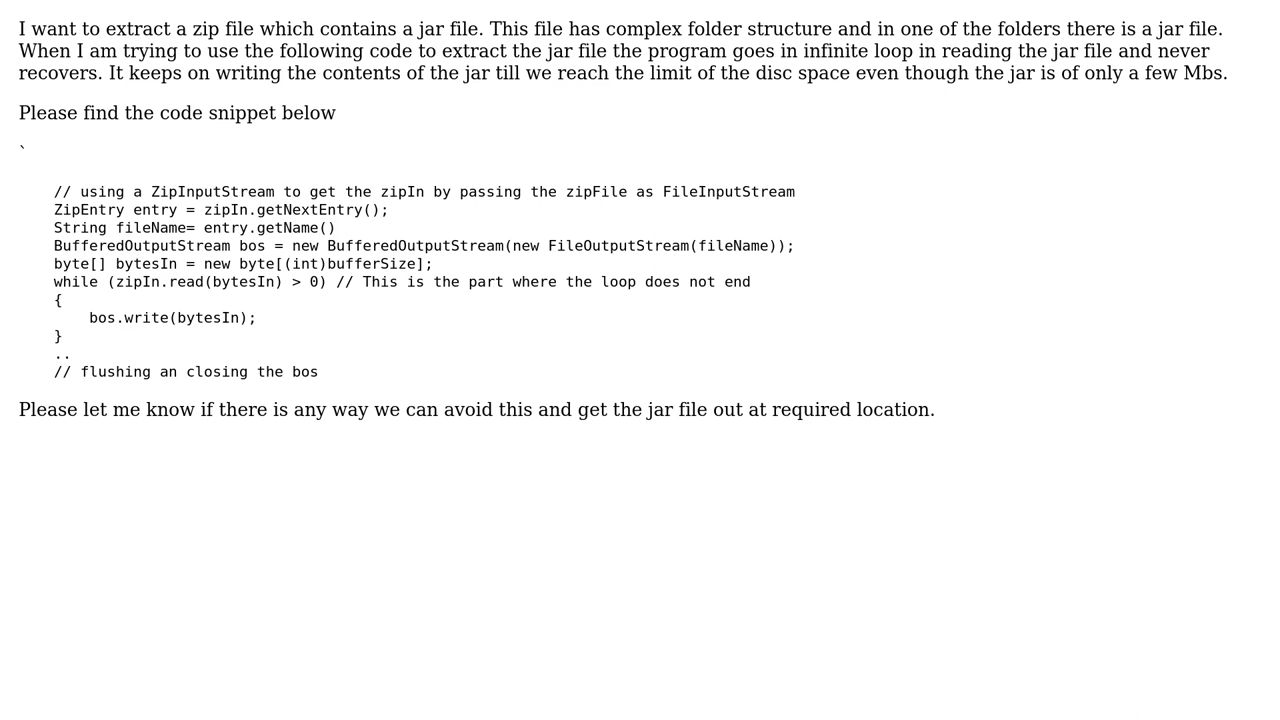 I want to extract a zip file which contains a jar file. This file has complex folder structure and in one of the folders there is a jar file.
When I am trying to use the following code to extract the jar file the program goes in infinite loop in reading the jar file and never
recovers. It keeps on writing the contents of the jar till we reach the limit of the disc space even though the jar is of only a few Mbs.
Please find the code snippet below
`
// using a ZipInputStream to get the zipIn by passing the zipFile as FileInputStream
ZipEntry entry = zipIn.getNextEntry();
String fileName= entry.getName()
BufferedOutputStream bos = new BufferedOutputStream(new FileOutputStream(fileName));
byte[] bytesIn = new byte[(int)bufferSize];
while (zipIn.read(bytesIn) > 0) // This is the part where the loop does not end
{
    bos.write(bytesIn);
}
..
// flushing an closing the bos
Please let me know if there is any way we can avoid this and get the jar file out at required location.